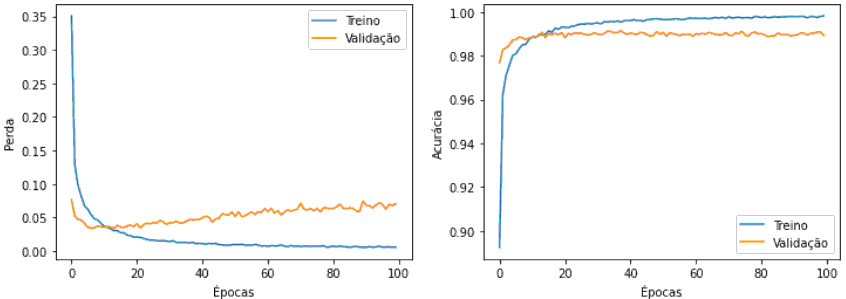 Perda
0.35
0.30
0.25
0.20
0.15
0.10
0.05
0.00
0 20 40 60 80 100
Épocas
Treino
Validação
Acurácia
1.00
0.98
0.96
0.94
0.92
0.90
0 20 40 60 80 100
Épocas
Treino
Validação